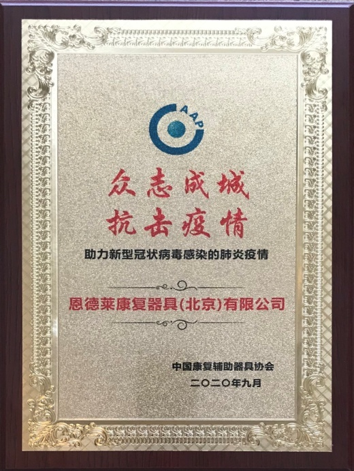 AAP
众志成城
抗击疫情
助力新型冠状病毒感染的肺炎疫情
恩德莱康复器具(北京)有限公司
中国康复辅助器具协会
二〇二〇年九月